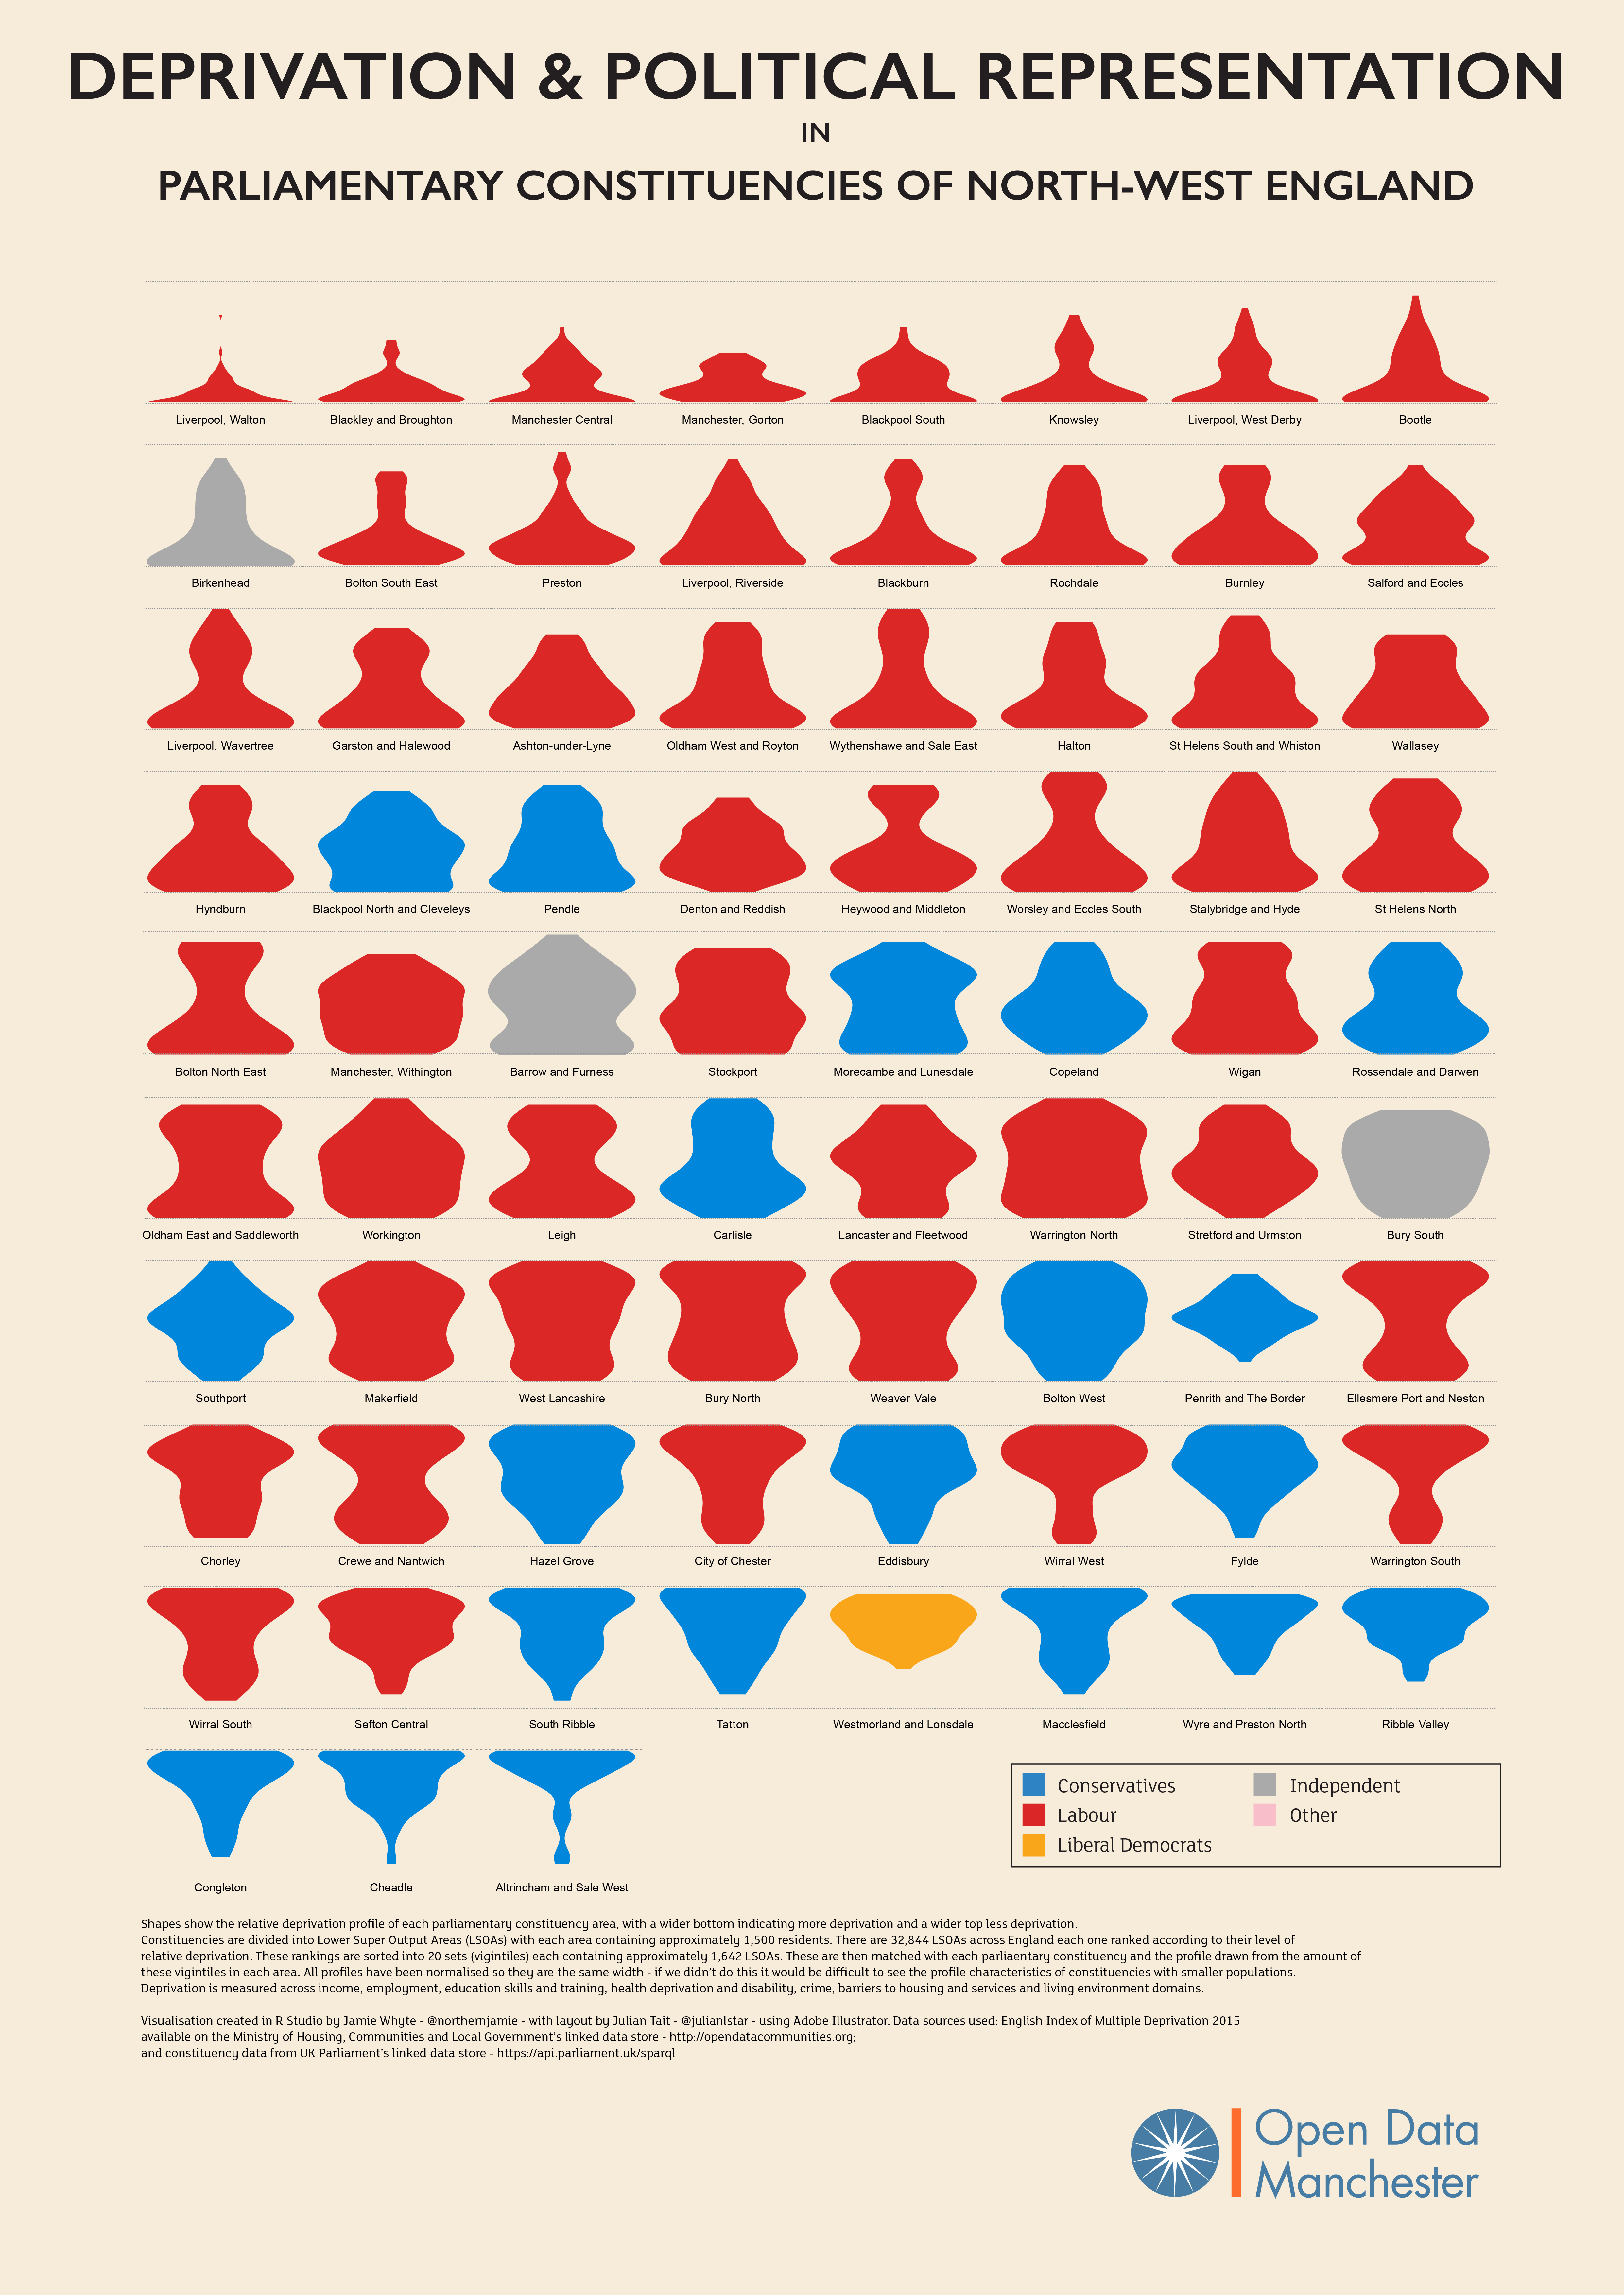 DEPRIVATION & POLITICAL REPRESENTATION
IN
PARLIAMENTARY CONSTITUENCIES OF NORTH-WEST ENGLAND
Liverpool, Walton
Blackley and Broughton
Manchester Central
Manchester, Gorton
Blackpool South
Knowsley
Liverpool, West Derby
Bootle
Birkenhead
Bolton South East
Preston
Liverpool, Riverside
Blackburn
Rochdale
Burnley
Salford and Eccles
Liverpool, Wavertree
Garston and Halewood
Ashton-under-Lyne
Oldham West and Royton
Wythenshawe and Sale East
Halton
St Helens South and Whiston
Wallasey
Hyndburn
Blackpool North and Cleveleys
Pendle
Denton and Reddish
Heywood and Middleton
Worsley and Eccles South
Stalybridge and Hyde
St Helens North
Bolton North East
Manchester, Withington
Barrow and Furness
Stockport
Morecambe and Lunesdale
Copeland
Wigan
Rossendale and Darwen
Oldham East and Saddleworth
Workington
Leigh
Carlisle
Lancaster and Fleetwood
Warrington North
Stretford and Urmston
Bury South
Southport
Makerfield
West Lancashire
Bury North
Weaver Vale
Bolton West
Penrith and The Border
Ellesmere Port and Neston
Chorley
Crewe and Nantwich
Hazel Grove
City of Chester
Eddisbury
Wirral West
Fylde
Warrington South
Wirral South
Sefton Central
South Ribble
Tatton
Westmorland and Lonsdale
Macclesfield
Wyre and Preston North
Ribble Valley
Congleton
Cheadle
Altrincham and Sale West
Conservatives
Labour
Liberal Democrats
Independent
Other
Shapes show the relative deprivation profile of each parliamentary constituency area, with a wider bottom indicating more deprivation and a wider top less deprivation.
Constituencies are divided into Lower Super Output Areas (LSOAs) with each area containing approximately 1,500 residents. There are 32,844 LSOAs across England each one ranked according to their level of
relative deprivation. These rankings are sorted into 20 sets (vigintiles) each containing approximately 1,642 LSOAs. These are then matched with each parliaentary constituency and the profile drawn from the amount of
these vigintiles in each area. All profiles have been normalised so they are the same width - if we didn't do this it would be difficult to see the profile characteristics of constituencies with smaller populations.
Deprivation is measured across income, employment, education skills and training, health deprivation and disability, crime, barriers to housing and services and living environment domains.
Visualisation created in R Studio by Jamie Whyte - @northernjamie - with layout by Julian Tait - @julianlstar - using Adobe Illustrator. Data sources used: English Index of Multiple Deprivation 2015
available on the Ministry of Housing, Communities and Local Government's linked data store - http://opendatacommunities.org;
and constituency data from UK Parliament's linked data store - https://api.parliament.uk/sparql
Open Data
Manchester